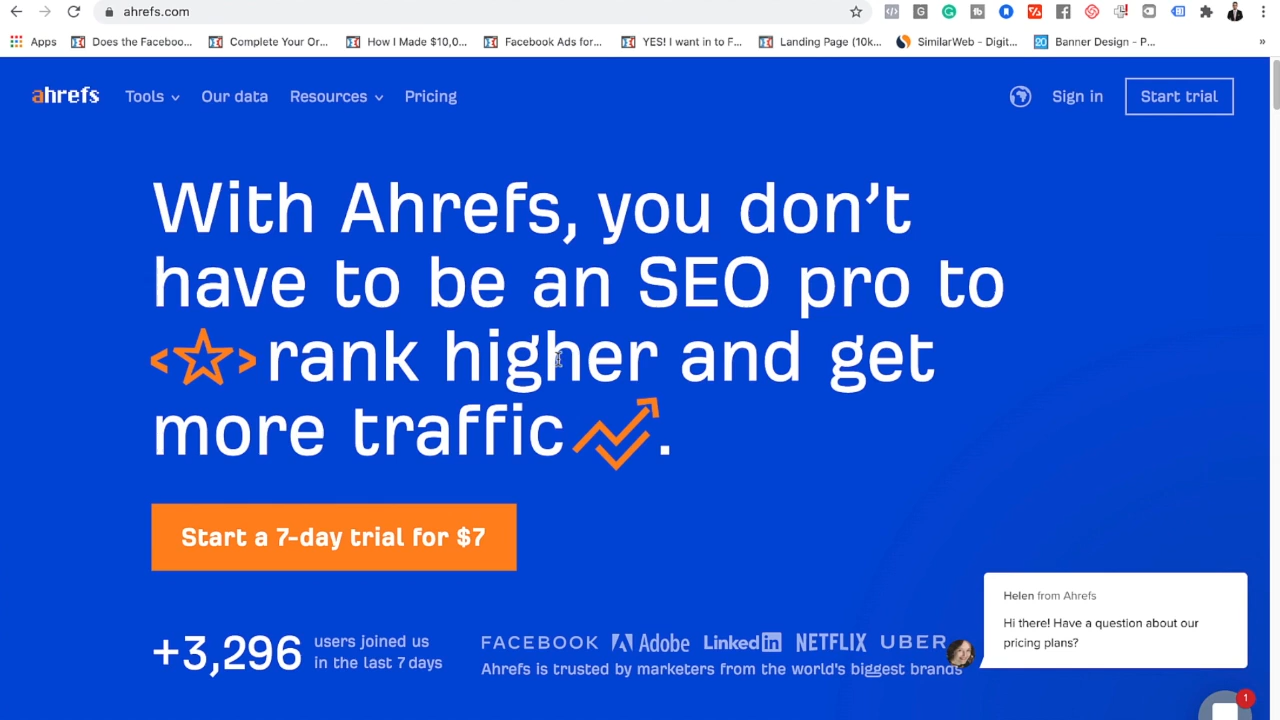 ahrefs.com
Apps Does the Faceboo... Complete Your Or... How I Made $10,0... Facebook Ads for... YES! I want in to F... Landing Page (10k... SimilarWeb - Digit... 20 Banner Design - P... »
ahrefs Tools Our data Resources Pricing Sign in Start trial
With Ahrefs, you don't
have to be an SEO pro to
rank higher and get
more traffic .
Start a 7-day trial for $7
+3,296 users joined us
in the last 7 days
FACEBOOK Adobe Linked in NETFLIX UBER
Ahrefs is trusted by marketers from the world's biggest brands
Helen from Ahrefs
Hi there! Have a question about our
pricing plans?
1